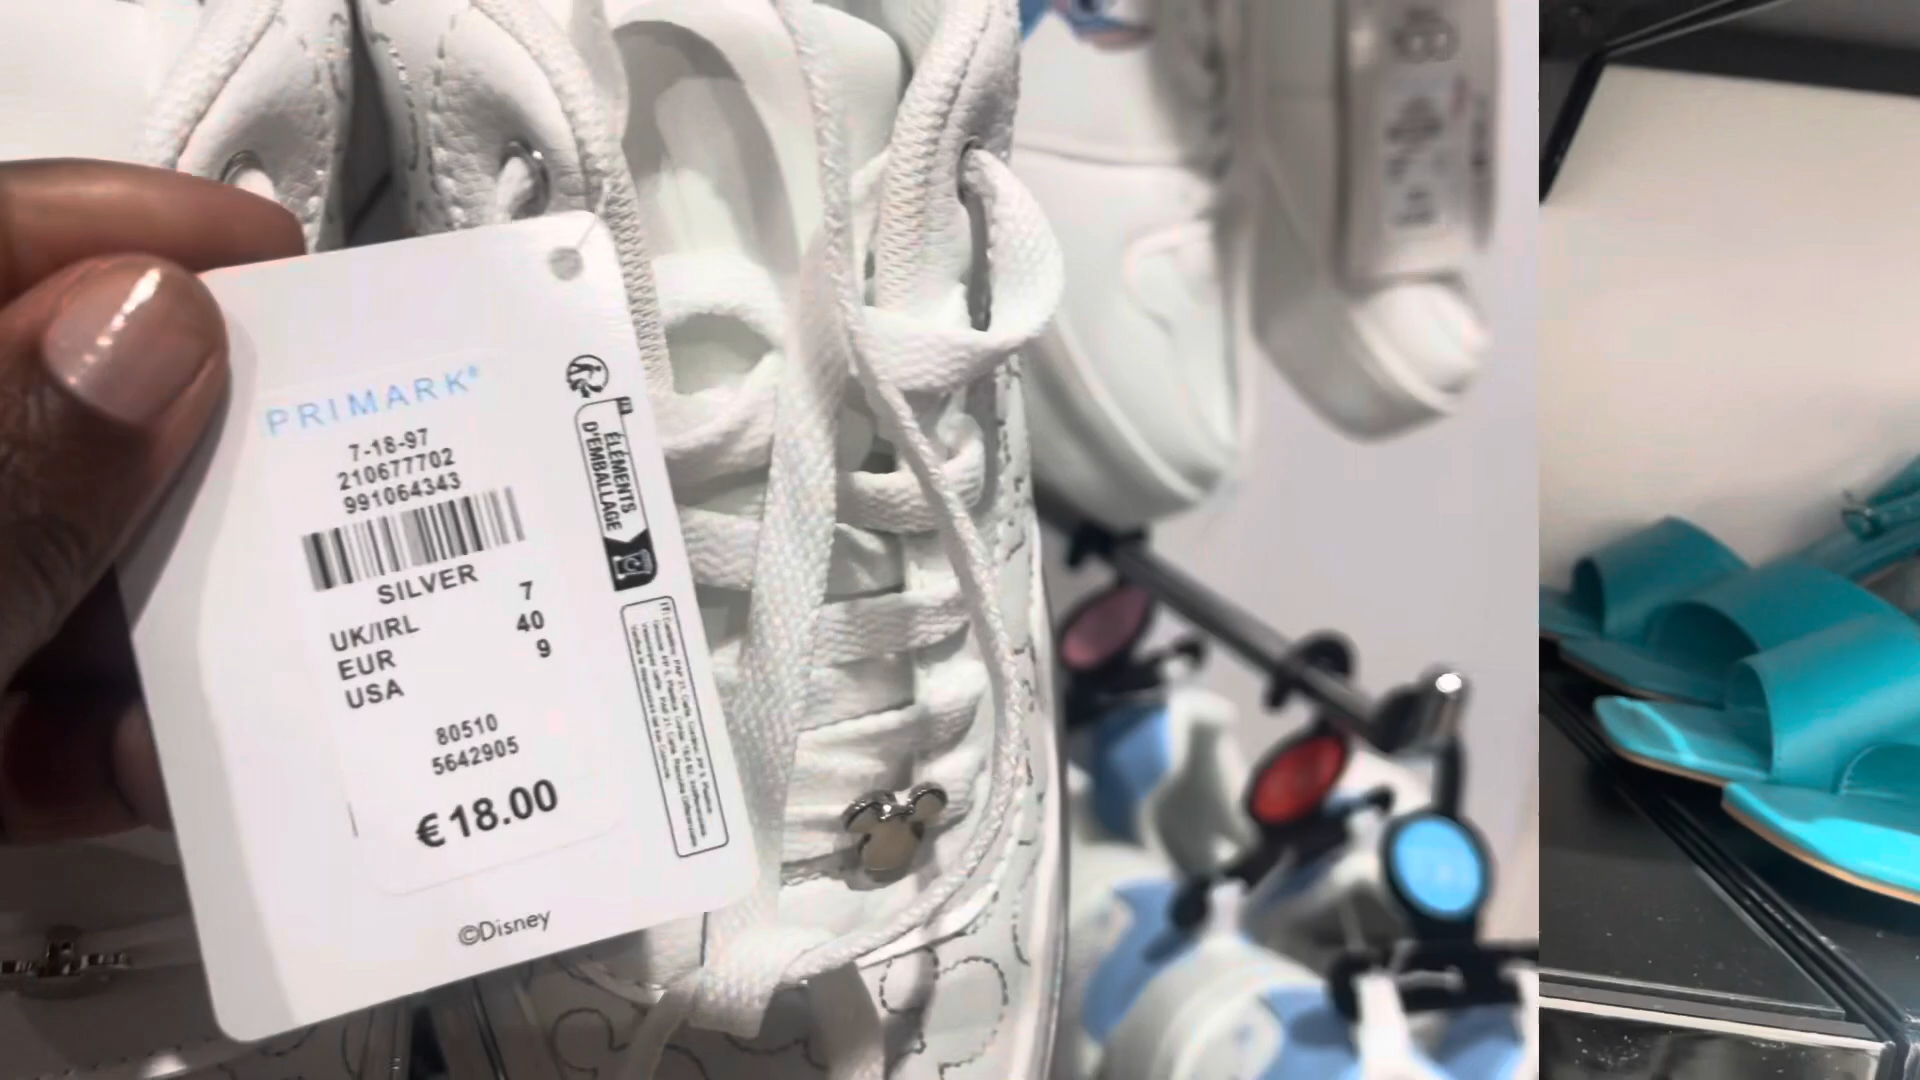 PRIMARK®
7-18-97
210677702
991064343
SILVER
UK/IRL 7
EUR 40
USA 9
80510
5642905
€18.00
©Disney
ÉLÉMENTS
D'EMBALLAGE